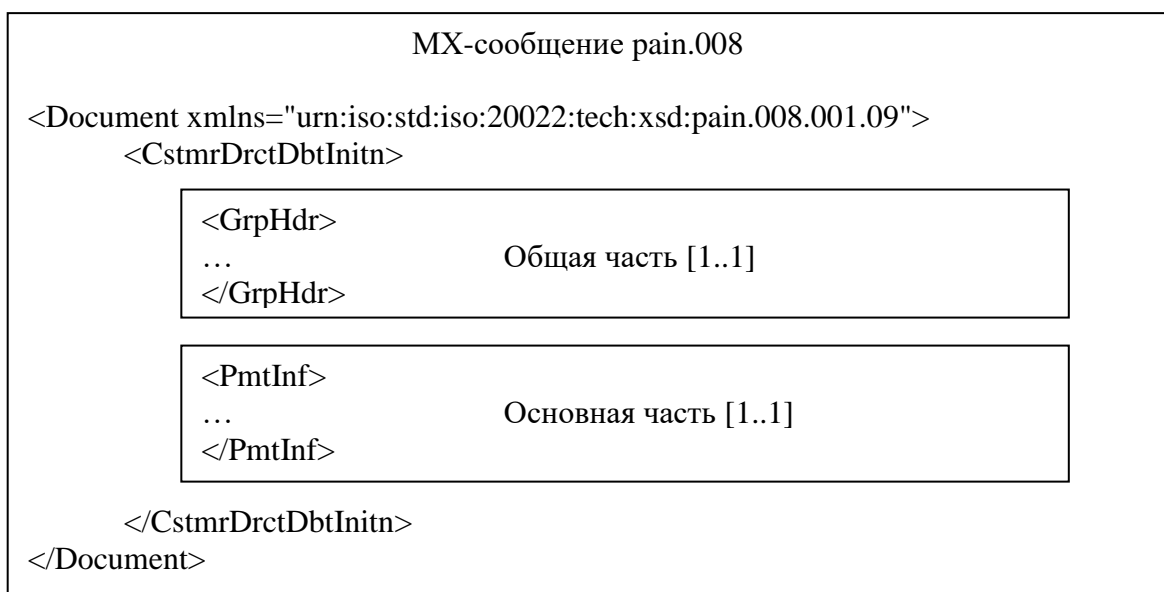 MX-сообщение pain.008
<Document xmlns="urn:iso:std:iso:20022:tech:xsd:pain.008.001.09">
<CstmrDrctDbtInitn>
<GrpHdr>
… Общая часть [1..1]
</GrpHdr>
<PmtInf>
… Основная часть [1..1]
</PmtInf>
</CstmrDrctDbtInitn>
</Document>